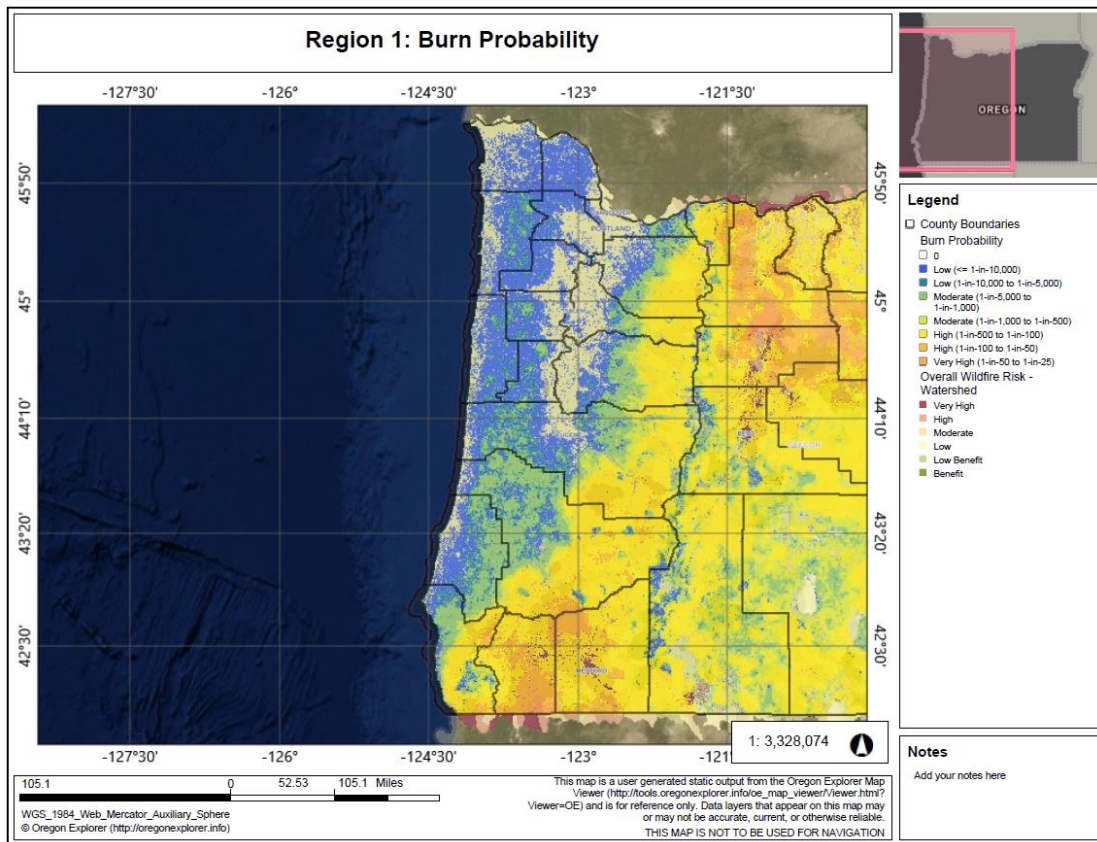 Region 1: Burn Probability
OREGON
-127°30'
-126°
-124°30'
-123°
-121°30'
45°50'
45°
44°10'
43°20'
42°30'
45°50'
45°
44°10'
43°20'
42°30'
PORTLAND
MEDFORD
OREGON
-127°30'
-126°
-124°30'
-123°
1: 3,328,074
Legend
County Boundaries
Burn Probability
0
Low (<= 1-in-10,000)
Low (1-in-10,000 to 1-in-5,000)
Moderate (1-in-5,000 to
1-in-1,000)
Moderate (1-in-1,000 to 1-in-500)
High (1-in-500 to 1-in-100)
High (1-in-100 to 1-in-50)
Very High (1-in-50 to 1-in-25)
Overall Wildfire Risk -
Watershed
Very High
High
Moderate
Low
Low Benefit
Benefit
Notes
Add your notes here
105.1 0 52.53 105.1 Miles
WGS_1984_Web_Mercator_Auxiliary_Sphere
© Oregon Explorer (http://oregonexplorer.info)
This map is a user generated static output from the Oregon Explorer Map
Viewer (http://tools.oregonexplorer.info/oe_map_viewer/Viewer.html?
Viewer=OE) and is for reference only. Data layers that appear on this map may
or may not be accurate, current, or otherwise reliable.
THIS MAP IS NOT TO BE USED FOR NAVIGATION